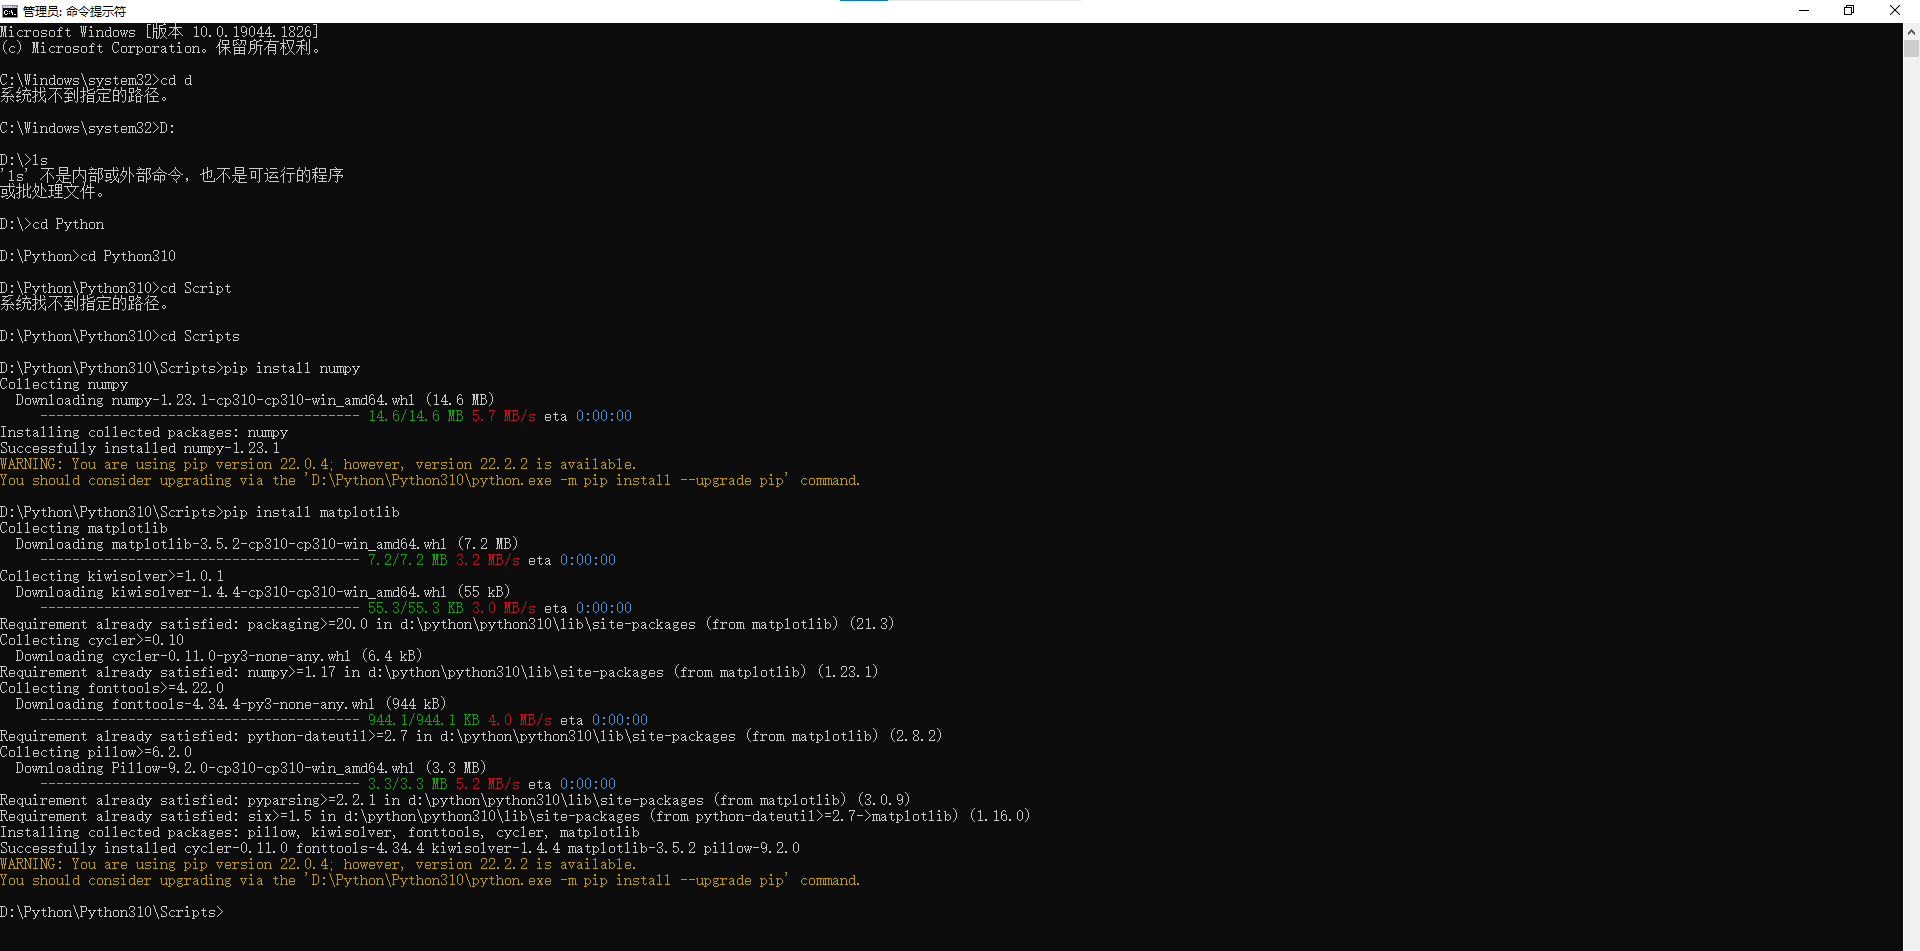 管理员: 命令提示符
Microsoft Windows [版本 10.0.19044.1826]
(c) Microsoft Corporation。保留所有权利。
C:\Windows\system32>cd d
系统找不到指定的路径。
C:\Windows\system32>D:
D:\>ls
'ls' 不是内部或外部命令，也不是可运行的程序
或批处理文件。
D:\>cd Python
D:\Python>cd Python310
D:\Python\Python310>cd Script
系统找不到指定的路径。
D:\Python\Python310>cd Scripts
D:\Python\Python310\Scripts>pip install numpy
Collecting numpy
  Downloading numpy-1.23.1-cp310-cp310-win_amd64.whl (14.6 MB)
     ---------------------------------------- 14.6/14.6 MB 5.7 MB/s eta 0:00:00
Installing collected packages: numpy
Successfully installed numpy-1.23.1
WARNING: You are using pip version 22.0.4; however, version 22.2.2 is available.
You should consider upgrading via the 'D:\Python\Python310\python.exe -m pip install --upgrade pip' command.
D:\Python\Python310\Scripts>pip install matplotlib
Collecting matplotlib
  Downloading matplotlib-3.5.2-cp310-cp310-win_amd64.whl (7.2 MB)
     ---------------------------------------- 7.2/7.2 MB 3.2 MB/s eta 0:00:00
Collecting kiwisolver>=1.0.1
  Downloading kiwisolver-1.4.4-cp310-cp310-win_amd64.whl (55 kB)
     ---------------------------------------- 55.3/55.3 KB 3.0 MB/s eta 0:00:00
Requirement already satisfied: packaging>=20.0 in d:\python\python310\lib\site-packages (from matplotlib) (21.3)
Collecting cycler>=0.10
  Downloading cycler-0.11.0-py3-none-any.whl (6.4 kB)
Requirement already satisfied: numpy>=1.17 in d:\python\python310\lib\site-packages (from matplotlib) (1.23.1)
Collecting fonttools>=4.22.0
  Downloading fonttools-4.34.4-py3-none-any.whl (944 kB)
     ---------------------------------------- 944.1/944.1 KB 4.0 MB/s eta 0:00:00
Requirement already satisfied: python-dateutil>=2.7 in d:\python\python310\lib\site-packages (from matplotlib) (2.8.2)
Collecting pillow>=6.2.0
  Downloading Pillow-9.2.0-cp310-cp310-win_amd64.whl (3.3 MB)
     ---------------------------------------- 3.3/3.3 MB 5.2 MB/s eta 0:00:00
Requirement already satisfied: pyparsing>=2.2.1 in d:\python\python310\lib\site-packages (from matplotlib) (3.0.9)
Requirement already satisfied: six>=1.5 in d:\python\python310\lib\site-packages (from python-dateutil>=2.7->matplotlib) (1.16.0)
Installing collected packages: pillow, kiwisolver, fonttools, cycler, matplotlib
Successfully installed cycler-0.11.0 fonttools-4.34.4 kiwisolver-1.4.4 matplotlib-3.5.2 pillow-9.2.0
WARNING: You are using pip version 22.0.4; however, version 22.2.2 is available.
You should consider upgrading via the 'D:\Python\Python310\python.exe -m pip install --upgrade pip' command.
D:\Python\Python310\Scripts>